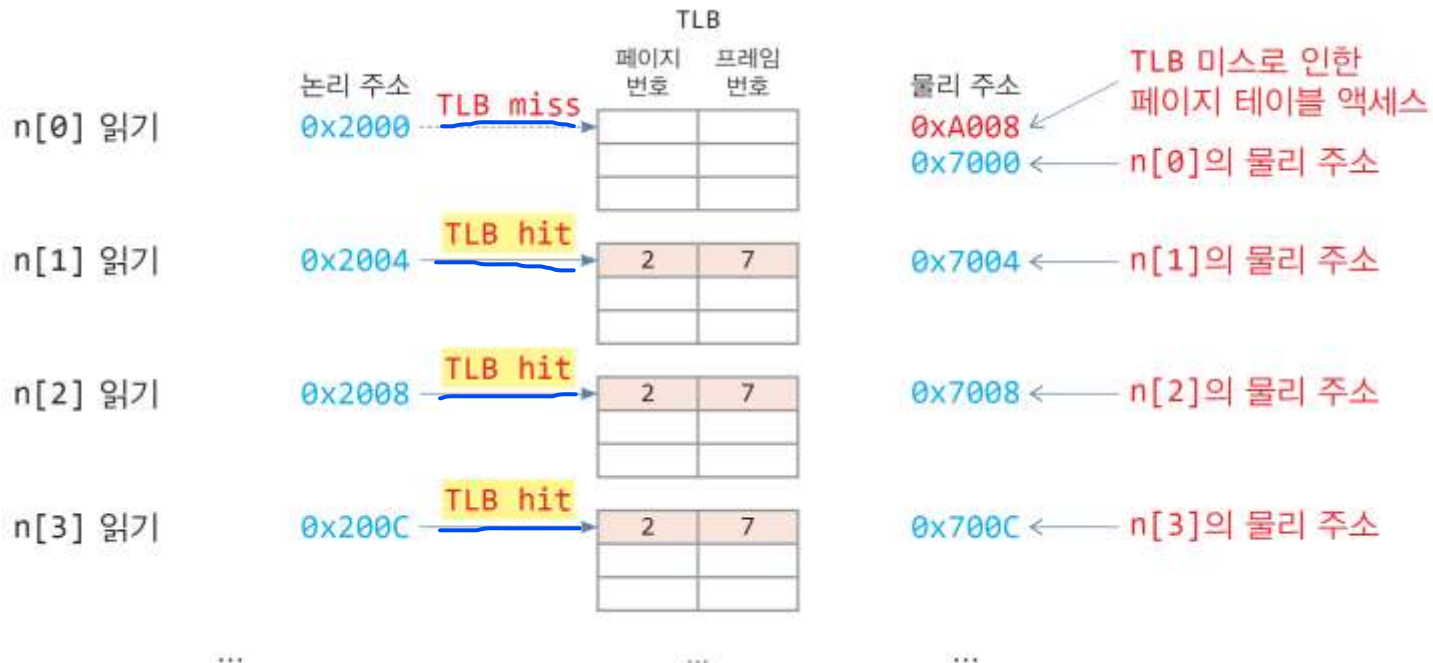 TLB
페이지 번호
프레임 번호
논리 주소
물리 주소
TLB 미스로 인한
페이지 테이블 액세스
n[0] 읽기
0x2000
TLB miss
0xA008
0x7000
n[0]의 물리 주소
n[1] 읽기
0x2004
TLB hit
2 7
0x7004
n[1]의 물리 주소
n[2] 읽기
0x2008
TLB hit
2 7
0x7008
n[2]의 물리 주소
n[3] 읽기
0x200C
TLB hit
2 7
0x700C
n[3]의 물리 주소
... ... ...